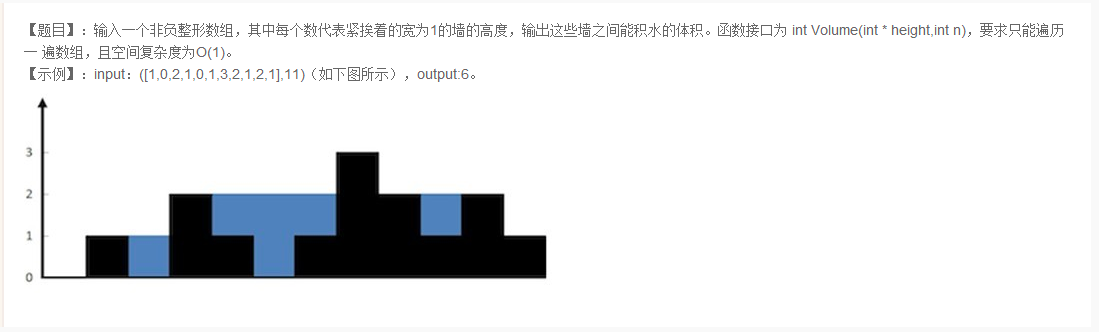 【题目】：输入一个非负整形数组，其中每个数代表紧挨着的宽为1的墙的高度，输出这些墙之间能积水的体积。函数接口为 int Volume(int * height,int n)，要求只能遍历
一 遍数组，且空间复杂度为O(1)。
【示例】：input：([1,0,2,1,0,1,3,2,1,2,1],11)（如下图所示），output:6。
3
2
1
0